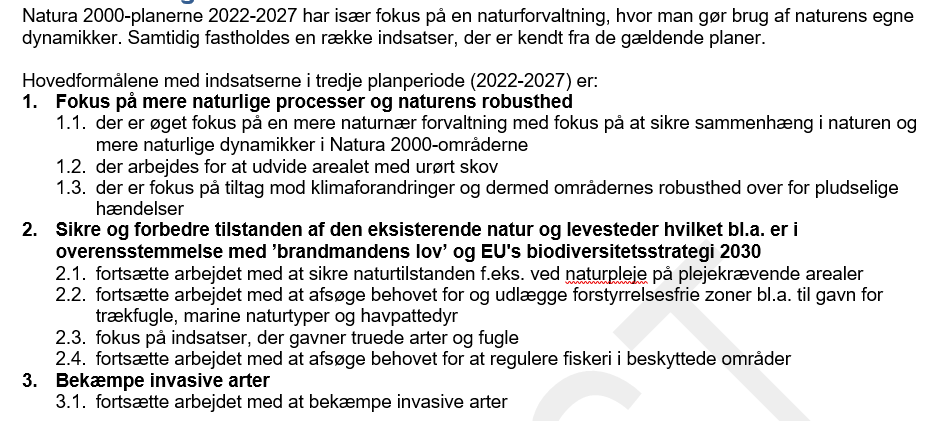 Natura 2000-planerne 2022-2027 har især fokus på en naturforvaltning, hvor man gør brug af naturens egne
dynamikker. Samtidig fastholdes en række indsatser, der er kendt fra de gældende planer.
Hovedformålene med indsatserne i tredje planperiode (2022-2027) er:
1. Fokus på mere naturlige processer og naturens robusthed
1.1. der er øget fokus på en mere naturnær forvaltning med fokus på at sikre sammenhæng i naturen og
mere naturlige dynamikker i Natura 2000-områderne
1.2. der arbejdes for at udvide arealet med urørt skov
1.3. der er fokus på tiltag mod klimaforandringer og dermed områdernes robusthed over for pludselige
hændelser
2. Sikre og forbedre tilstanden af den eksisterende natur og levesteder hvilket bl.a. er i
overensstemmelse med ’brandmandens lov’ og EU's biodiversitetsstrategi 2030
2.1. fortsætte arbejdet med at sikre naturtilstanden f.eks. ved naturpleje på plejekrævende arealer
2.2. fortsætte arbejdet med at afsøge behovet for og udlægge forstyrrelsesfrie zoner bl.a. til gavn for
trækfugle, marine naturtyper og havpattedyr
2.3. fokus på indsatser, der gavner truede arter og fugle
2.4. fortsætte arbejdet med at afsøge behovet for at regulere fiskeri i beskyttede områder
3. Bekæmpe invasive arter
3.1. fortsætte arbejdet med at bekæmpe invasive arter